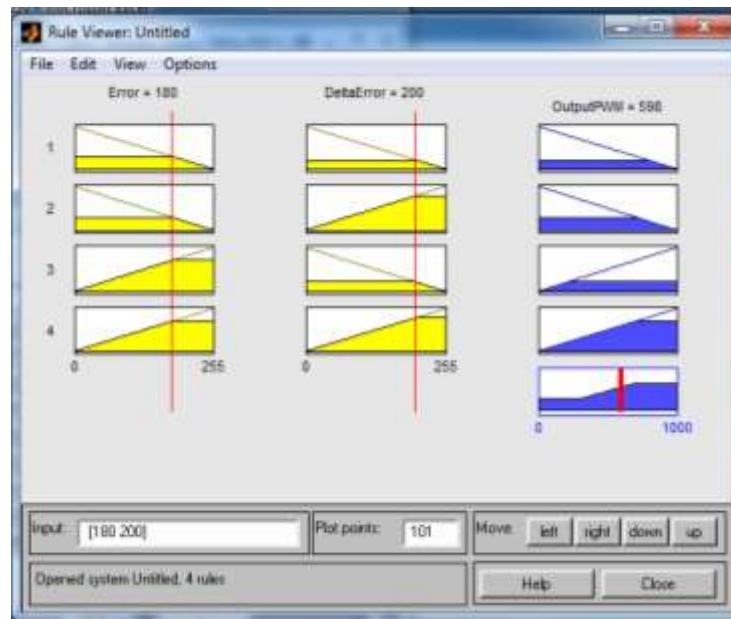 Rule Viewer: Untitled
File Edit View Options
Error = 180
DeltaError = 200
OutputPWM = 598
1
2
3
4
0 255
0 255
0 1000
Input: [180 200]
Plot points: 101
Move: left right down up
Opened system Untitled, 4 rules
Help Close